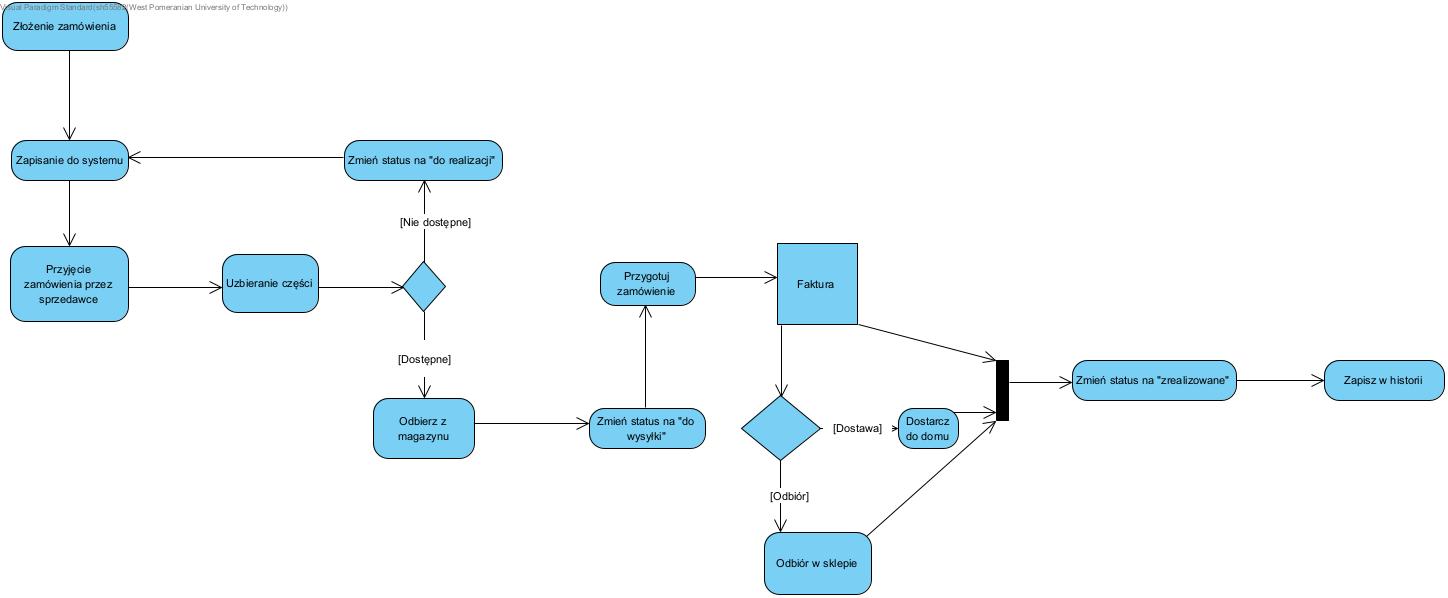 Visual Paradigm Standard(
West Pomeranian University of Technology))
Złożenie zamówienia
Zapisanie do systemu
Zmień status na "do realizacji"
[Nie dostępne]
Przyjęcie
zamówienia przez
sprzedawce
Uzbieranie części
[Dostępne]
Odbierz z
magazynu
Zmień status na "do
wysyłki"
Przygotuj
zamówienie
Faktura
[Dostawa]
Dostarcz
do domu
[Odbiór]
Odbiór w sklepie
Zmień status na "zrealizowane"
Zapisz w historii